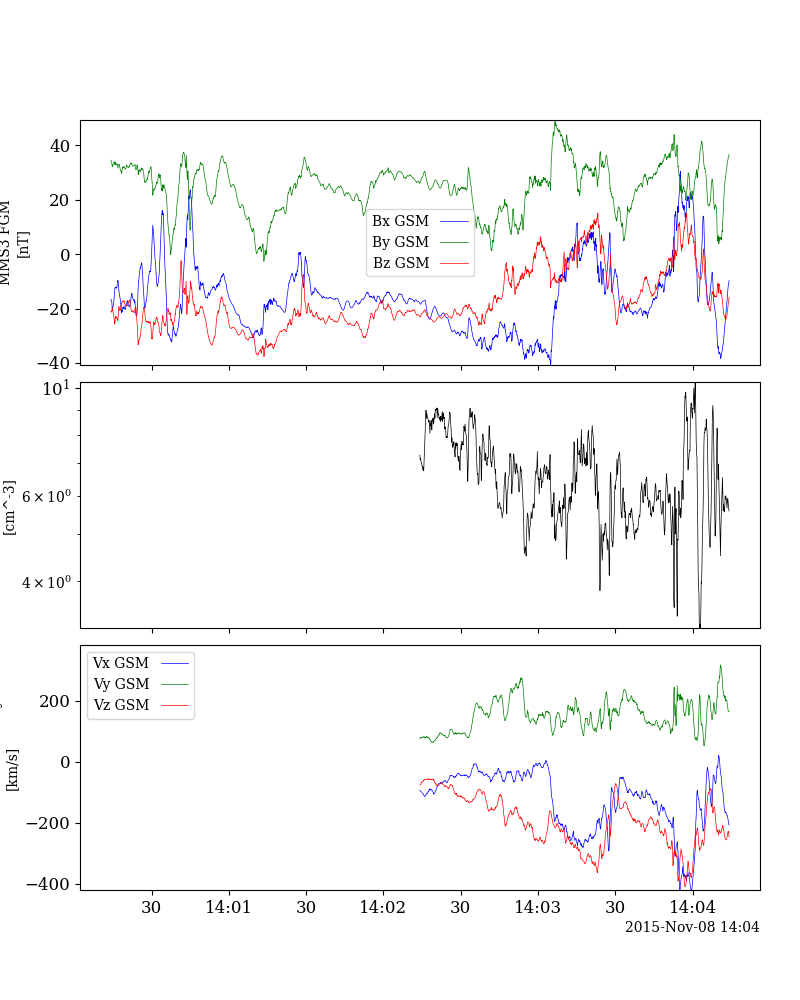 40
20
0
−20
−40
MMS3 FGM
[nT]
Bx GSM
By GSM
Bz GSM
10^1
6 × 10^0
4 × 10^0
[cm^-3]
Vx GSM
Vy GSM
Vz GSM
200
0
−200
−400
[km/s]
30 14:01 30 14:02 30 14:03 30 14:04
2015-Nov-08 14:04